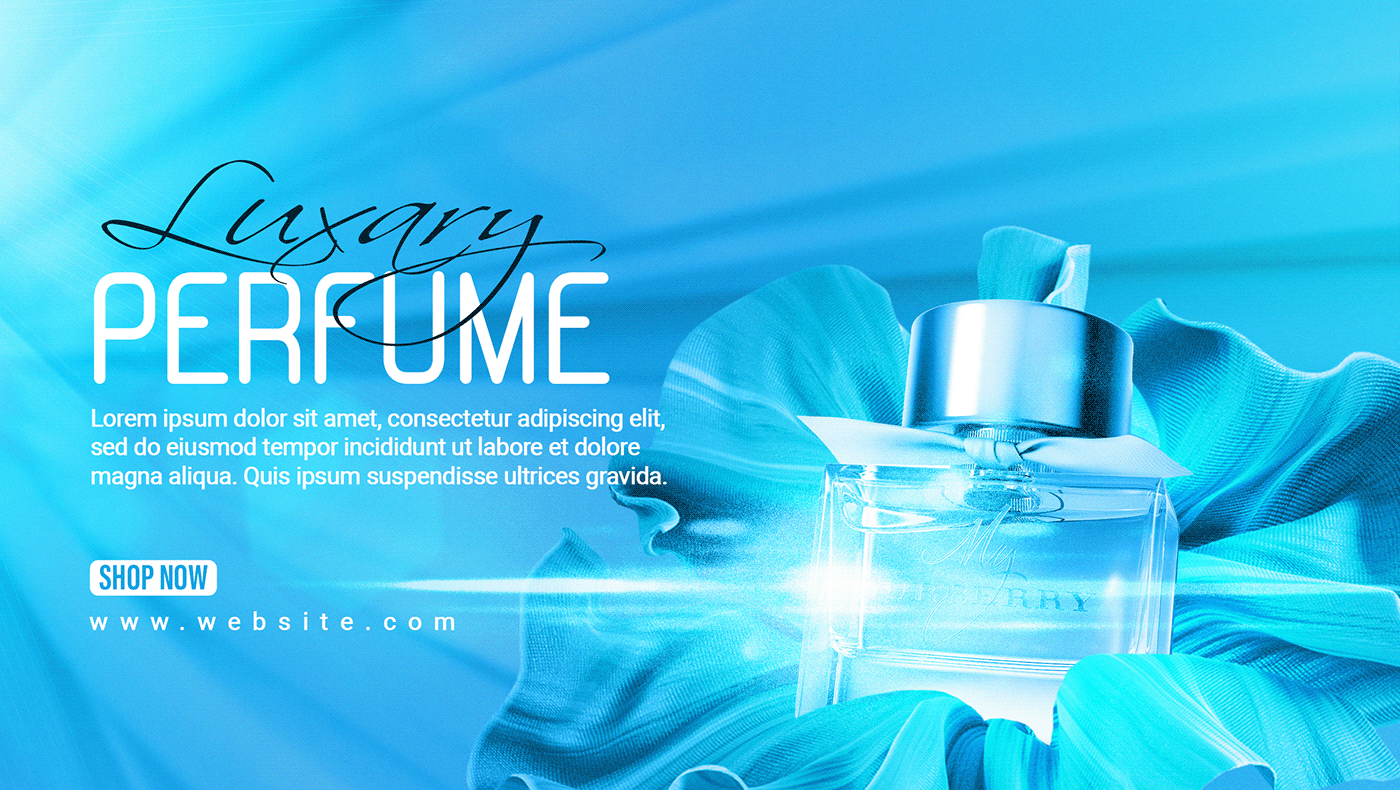 Luxary
PERFUME
Lorem ipsum dolor sit amet, consectetur adipiscing elit,
sed do eiusmod tempor incididunt ut labore et dolore
magna aliqua. Quis ipsum suspendisse ultrices gravida.
SHOP NOW
www.website.com
My